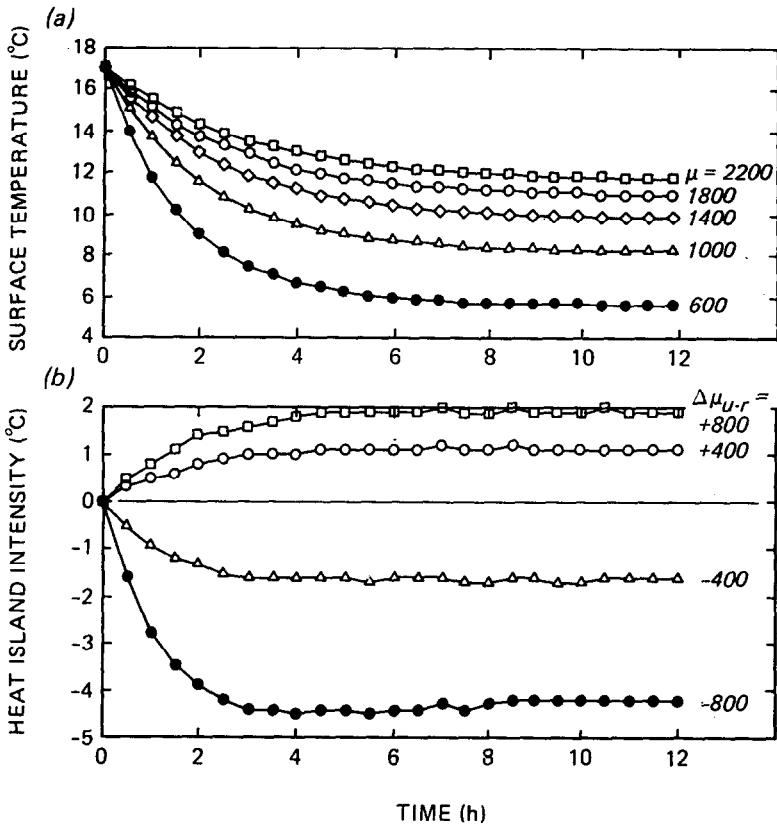 (a)
SURFACE TEMPERATURE (°C)
18
16
14
12
10
8
6
4
μ = 2200
1800
1400
1000
600
0 2 4 6 8 10 12
(b)
HEAT ISLAND INTENSITY (°C)
2
1
0
-1
-2
-3
-4
-5
Δμu-r =
+800
+400
-400
-800
0 2 4 6 8 10 12
TIME (h)